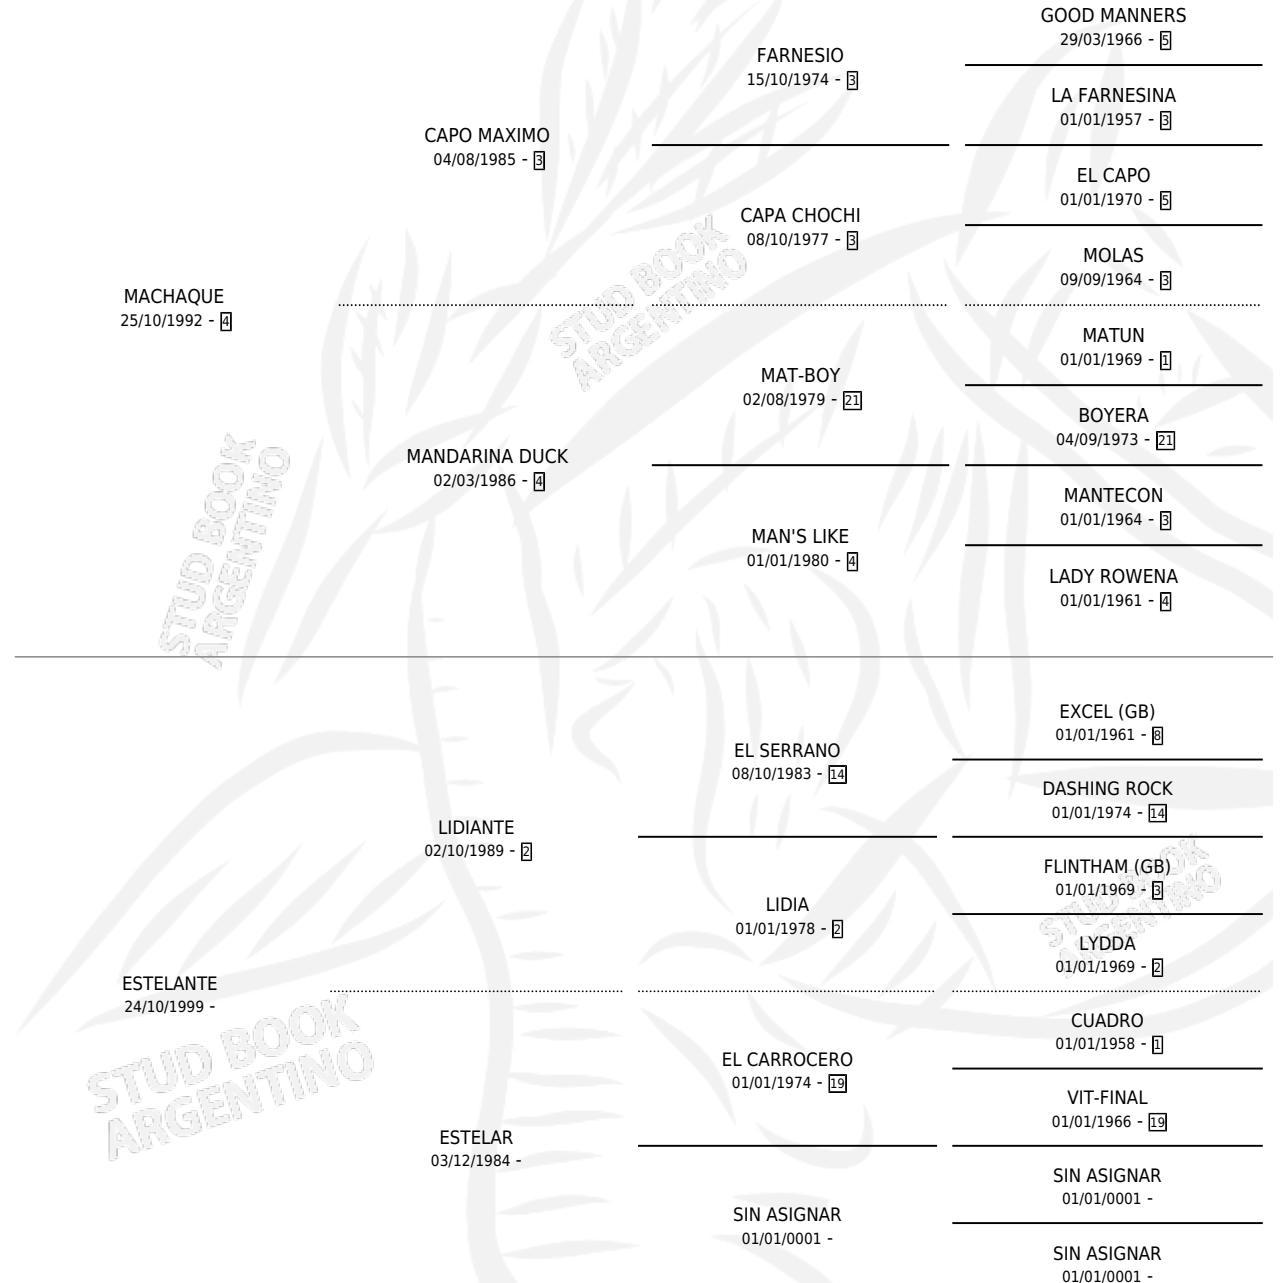 GOOD MANNERS
29/03/1966 - 5
FARNESIO
15/10/1974 - 3
LA FARNESINA
01/01/1957 - 3
CAPO MAXIMO
04/08/1985 - 3
EL CAPO
01/01/1970 - 5
CAPA CHOCHI
08/10/1977 - 3
MOLAS
09/09/1964 - 3
MACHAQUE
25/10/1992 - 4
MATUN
01/01/1969 - 1
MAT-BOY
02/08/1979 - 21
BOYERA
04/09/1973 - 21
MANDARINA DUCK
02/03/1986 - 4
MANTECON
01/01/1964 - 3
MAN'S LIKE
01/01/1980 - 4
LADY ROWENA
01/01/1961 - 4
EXCEL (GB)
01/01/1961 - 8
EL SERRANO
08/10/1983 - 14
DASHING ROCK
01/01/1974 - 14
LIDIANTE
02/10/1989 - 2
FLINTHAM (GB)
01/01/1969 - 3
LIDIA
01/01/1978 - 2
LYDDA
01/01/1969 - 2
ESTELANTE
24/10/1999 -
CUADRO
01/01/1958 - 1
EL CARROCERO
01/01/1974 - 19
VIT-FINAL
01/01/1966 - 19
ESTELAR
03/12/1984 -
SIN ASIGNAR
01/01/0001 -
SIN ASIGNAR
01/01/0001 -
SIN ASIGNAR
01/01/0001 -
STUD BOOK
ARGENTINO
STUD BOOK
ARGENTINO
STUD BOOK
ARGENTINO
STUD BOOK
ARGENTINO